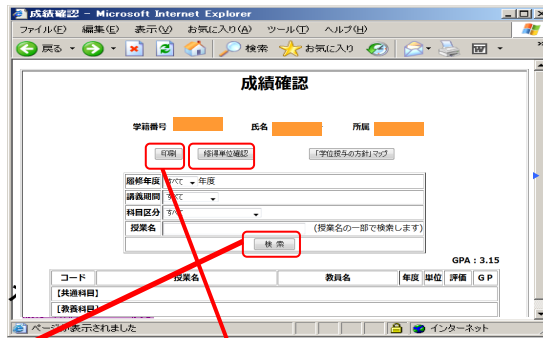 成績確認 - Microsoft Internet Explorer
ファイル(F) 編集(E) 表示(V) お気に入り(A) ツール(T) ヘルプ(H)
戻る 検索 お気に入り
成績確認
学籍番号 氏名 所属
印刷 修得単位確認 「学位授与の方針」マップ
履修年度 すべて 年度
講義期間 すべて
科目区分 すべて
授業名 (授業名の一部で検索します)
検 索
GPA : 3.15
コード 授業名 教員名 年度 単位 評価 G P
【共通科目】
【教養科目】
ページが表示されました インターネット